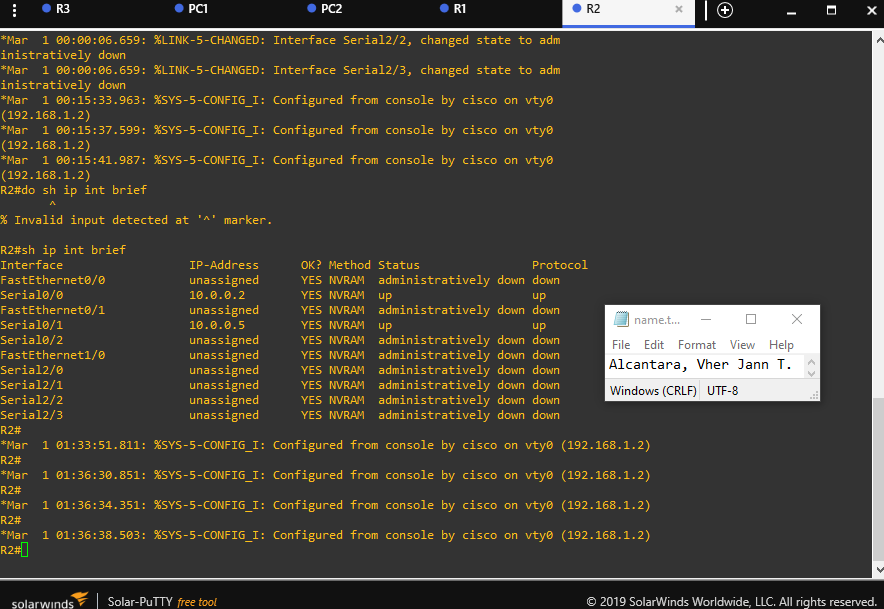 R3 PC1 PC2 R1 R2
*Mar  1 00:00:06.659: %LINK-5-CHANGED: Interface Serial2/2, changed state to adm
inistratively down
*Mar  1 00:00:06.659: %LINK-5-CHANGED: Interface Serial2/3, changed state to adm
inistratively down
*Mar  1 00:15:33.963: %SYS-5-CONFIG_I: Configured from console by cisco on vty0
(192.168.1.2)
*Mar  1 00:15:37.599: %SYS-5-CONFIG_I: Configured from console by cisco on vty0
(192.168.1.2)
*Mar  1 00:15:41.987: %SYS-5-CONFIG_I: Configured from console by cisco on vty0
(192.168.1.2)
R2#do sh ip int brief
       ^
% Invalid input detected at '^' marker.
R2#sh ip int brief
Interface                  IP-Address      OK? Method Status                Protocol
FastEthernet0/0            unassigned      YES NVRAM  administratively down down
Serial0/0                  10.0.0.2        YES NVRAM  up                    up
FastEthernet0/1            unassigned      YES NVRAM  administratively down down
Serial0/1                  10.0.0.5        YES NVRAM  up                    up
Serial0/2                  unassigned      YES NVRAM  administratively down down
FastEthernet1/0            unassigned      YES NVRAM  administratively down down
Serial2/0                  unassigned      YES NVRAM  administratively down down
Serial2/1                  unassigned      YES NVRAM  administratively down down
Serial2/2                  unassigned      YES NVRAM  administratively down down
Serial2/3                  unassigned      YES NVRAM  administratively down down
R2#
*Mar  1 01:33:51.811: %SYS-5-CONFIG_I: Configured from console by cisco on vty0 (192.168.1.2)
R2#
*Mar  1 01:36:30.851: %SYS-5-CONFIG_I: Configured from console by cisco on vty0 (192.168.1.2)
R2#
*Mar  1 01:36:34.351: %SYS-5-CONFIG_I: Configured from console by cisco on vty0 (192.168.1.2)
R2#
*Mar  1 01:36:38.503: %SYS-5-CONFIG_I: Configured from console by cisco on vty0 (192.168.1.2)
R2#
name.t...
File Edit Format View Help
Alcantara, Vher Jann T.
Windows (CRLF) UTF-8
solarwinds Solar-PuTTY free tool © 2019 SolarWinds Worldwide, LLC. All rights reserved.